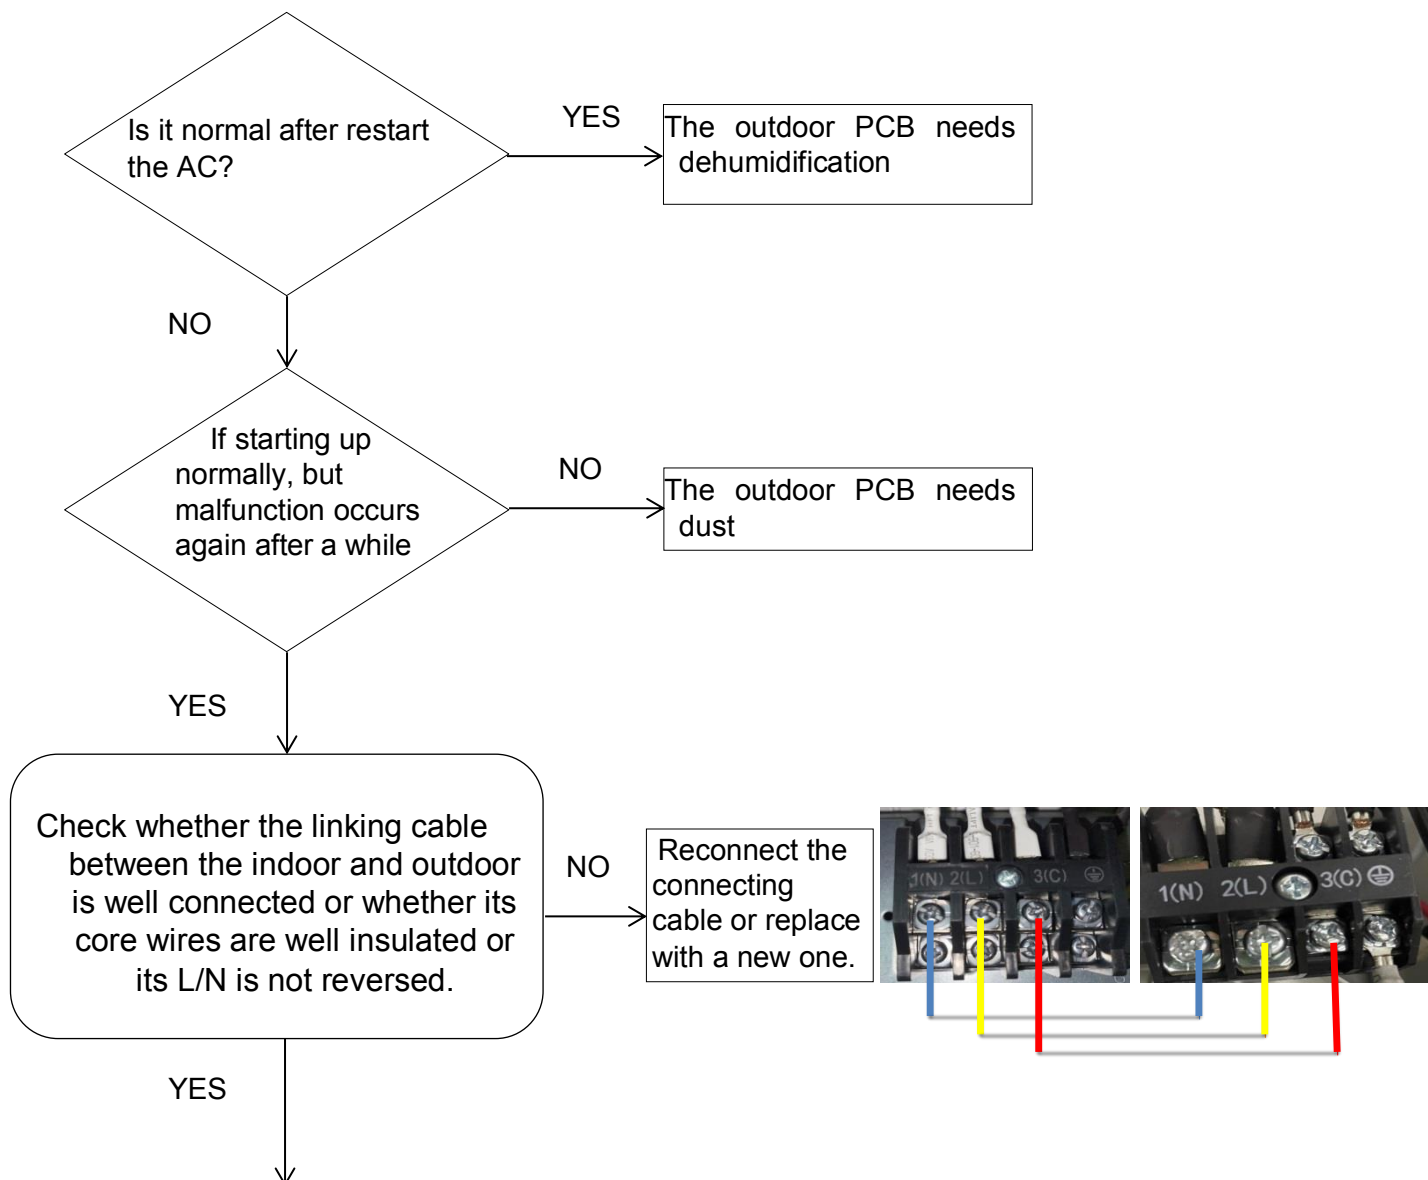 Is it normal after restart
the AC?
YES
The outdoor PCB needs
dehumidification
NO
If starting up
normally, but
malfunction occurs
again after a while
NO
The outdoor PCB needs
dust
YES
Check whether the linking cable
between the indoor and outdoor
is well connected or whether its
core wires are well insulated or
its L/N is not reversed.
NO
Reconnect the
connecting
cable or replace
with a new one.
1(N) 2(L) 3(C)
1(N) 2(L) 3(C)
YES